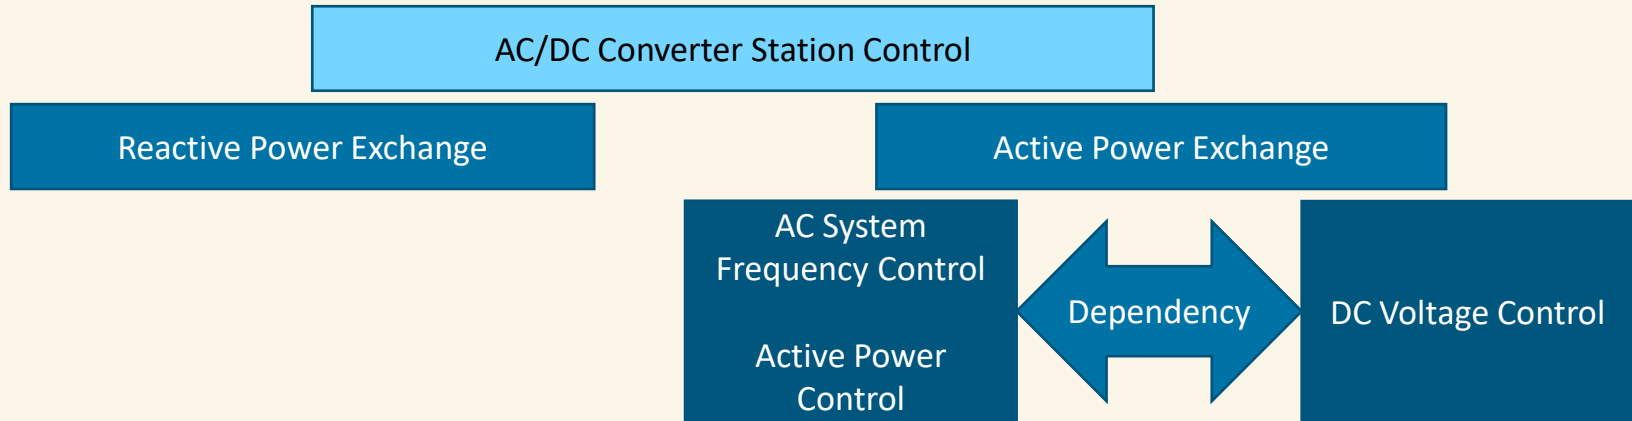 AC/DC Converter Station Control
Reactive Power Exchange
Active Power Exchange
AC System
Frequency Control
Active Power
Control
Dependency
DC Voltage Control